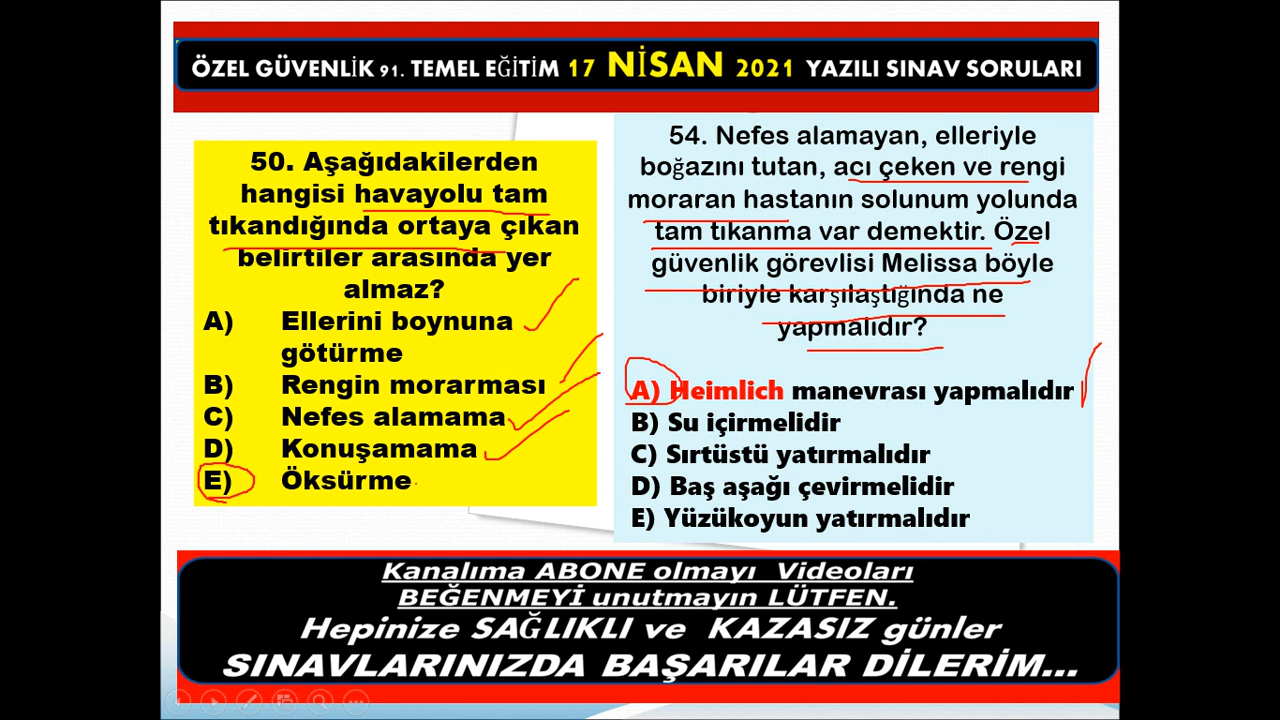 ÖZEL GÜVENLİK 91. TEMEL EĞİTİM 17 NİSAN 2021 YAZILI SINAV SORULARI
50. Aşağıdakilerden
hangisi havayolu tam
tıkandığında ortaya çıkan
belirtiler arasında yer
almaz?
A) Ellerini boynuna
götürme
B) Rengin morarması
C) Nefes alamama
D) Konuşamama
E) Öksürme
54. Nefes alamayan, elleriyle
boğazını tutan, acı çeken ve rengi
moraran hastanın solunum yolunda
tam tıkanma var demektir. Özel
güvenlik görevlisi Melissa böyle
biriyle karşılaştığında ne
yapmalıdır?
A) Heimlich manevrası yapmalıdır
B) Su içirmelidir
C) Sırtüstü yatırmalıdır
D) Baş aşağı çevirmelidir
E) Yüzükoyun yatırmalıdır
Kanalıma ABONE olmayı Videoları
BEĞENMEYİ unutmayın LÜTFEN.
Hepinize SAĞLIKLI ve KAZASIZ günler
SINAVLARINIZDA BAŞARILAR DİLERİM...